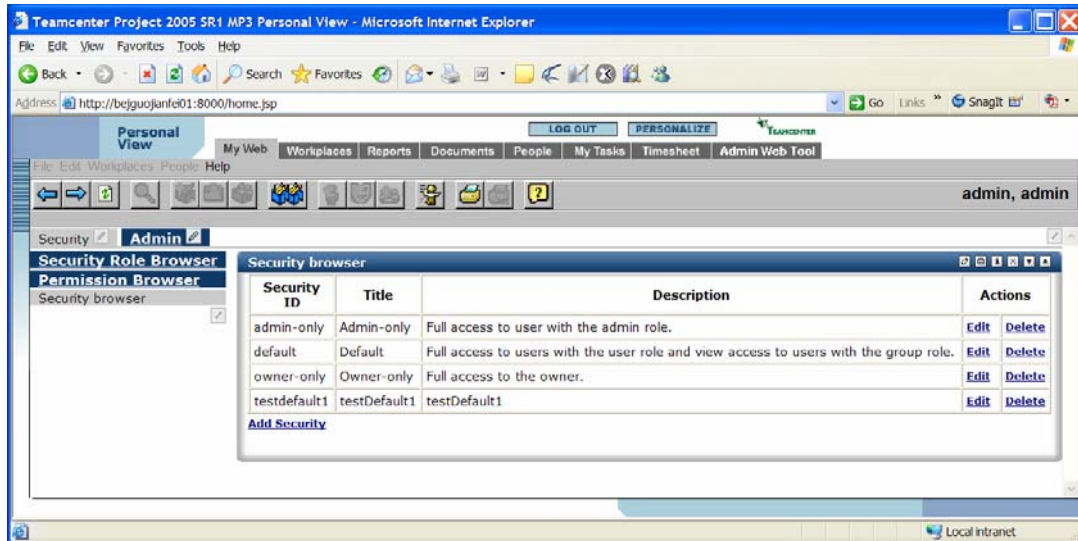 Teamcenter Project 2005 SR1 MP3 Personal View - Microsoft Internet Explorer
File Edit View Favorites Tools Help
Back Search Favorites
Address http://bejguojianfei01:8000/home.jsp Go Links » SnagIt
Personal View
LOG OUT PERSONALIZE TEAMCENTER
My Web Workplaces Reports Documents People My Tasks Timesheet Admin Web Tool
File Edit Workplaces People Help
admin, admin
Security Admin
Security Role Browser
Permission Browser
Security browser
Security browser
Security ID Title Description Actions
admin-only Admin-only Full access to user with the admin role. Edit Delete
default Default Full access to users with the user role and view access to users with the group role. Edit Delete
owner-only Owner-only Full access to the owner. Edit Delete
testdefault1 testDefault1 testDefault1 Edit Delete
Add Security
Local intranet